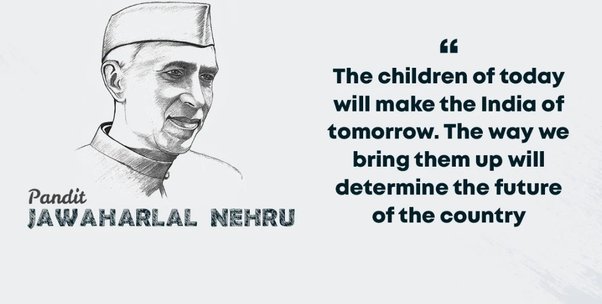 Pandit
JAWAHARLAL NEHRU
“
The children of today
will make the India of
tomorrow. The way we
bring them up will
determine the future
of the country